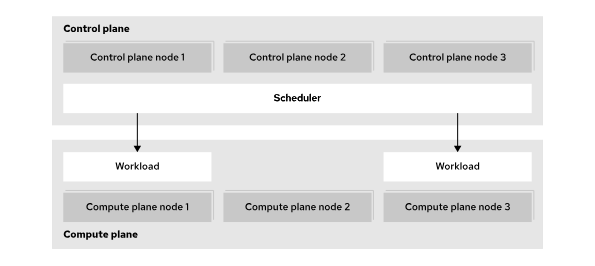 Control plane
Control plane node 1
Control plane node 2
Control plane node 3
Scheduler
Workload
Workload
Compute plane node 1
Compute plane node 2
Compute plane node 3
Compute plane